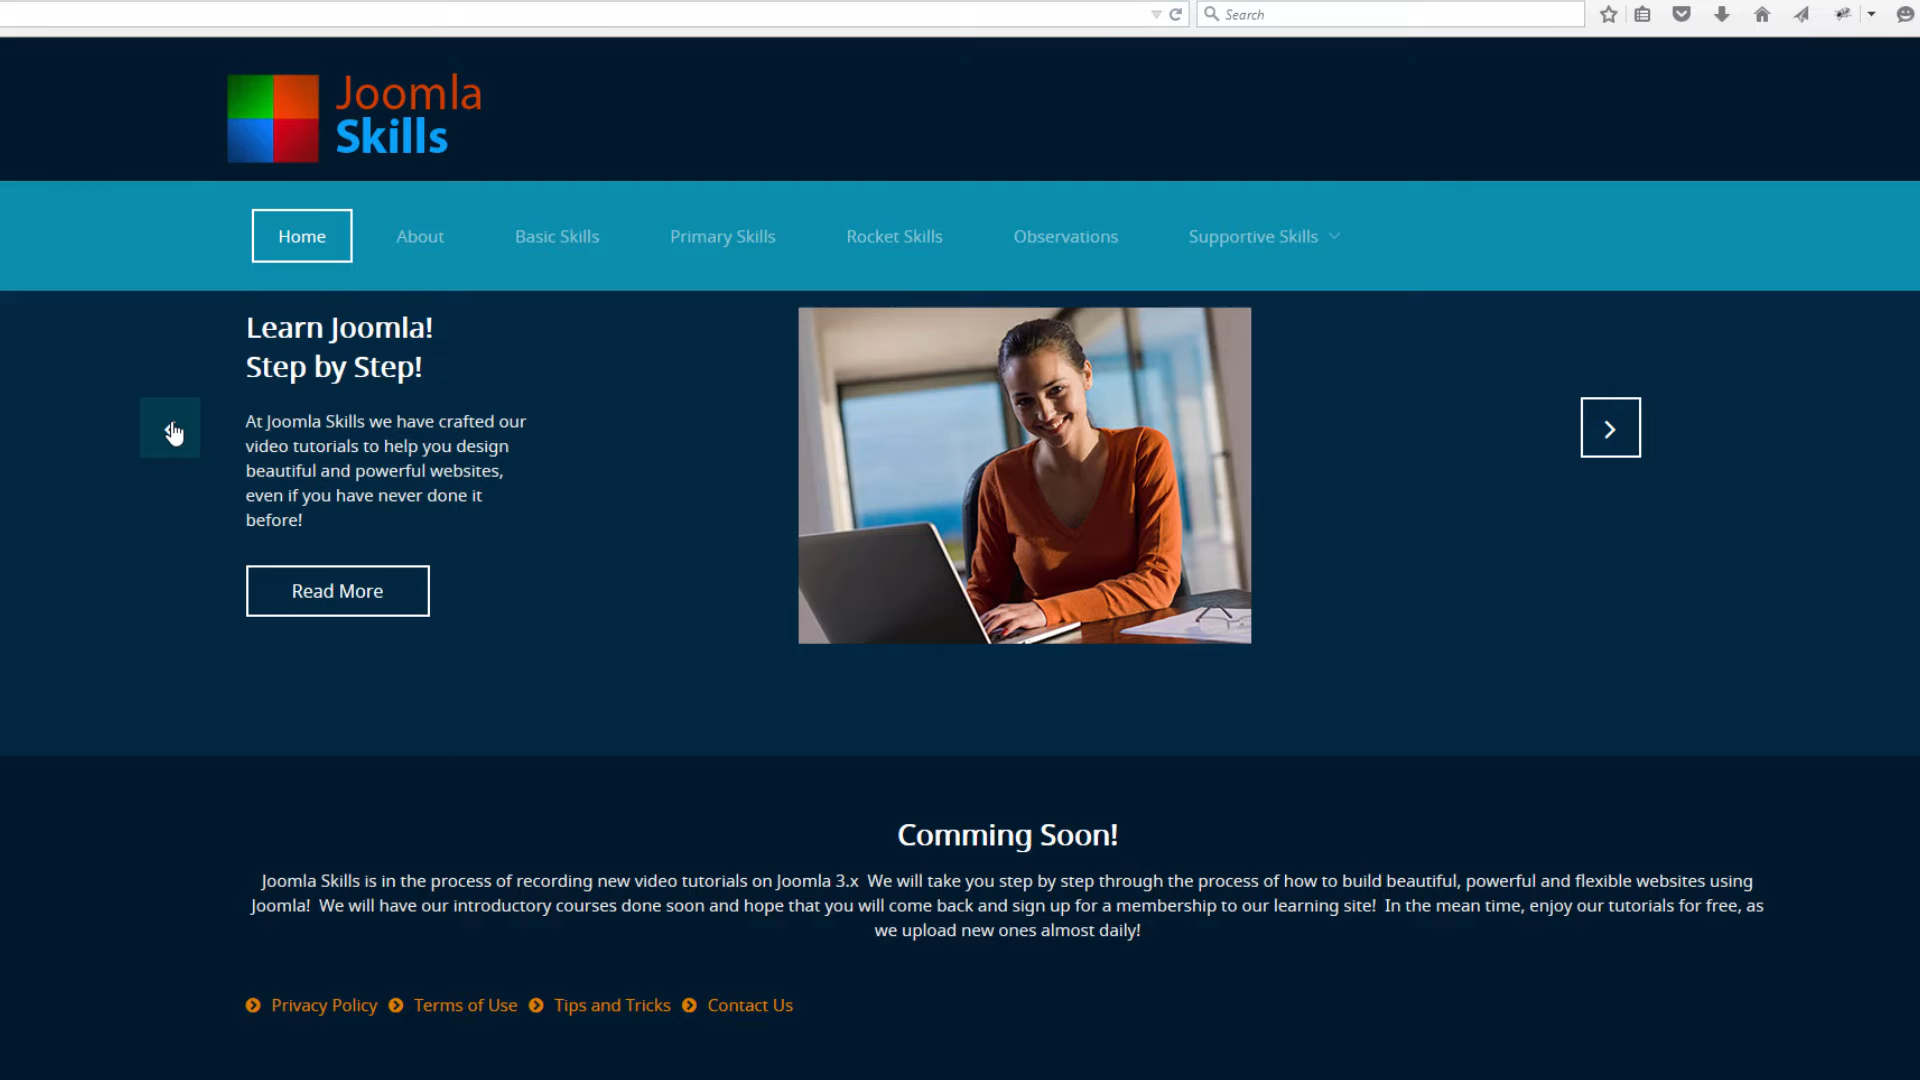 Search
Joomla
Skills
Home About Basic Skills Primary Skills Rocket Skills Observations Supportive Skills
Learn Joomla!
Step by Step!
At Joomla Skills we have crafted our
video tutorials to help you design
beautiful and powerful websites,
even if you have never done it
before!
Read More
Comming Soon!
Joomla Skills is in the process of recording new video tutorials on Joomla 3.x  We will take you step by step through the process of how to build beautiful, powerful and flexible websites using
Joomla!  We will have our introductory courses done soon and hope that you will come back and sign up for a membership to our learning site!  In the mean time, enjoy our tutorials for free, as
we upload new ones almost daily!
Privacy Policy Terms of Use Tips and Tricks Contact Us